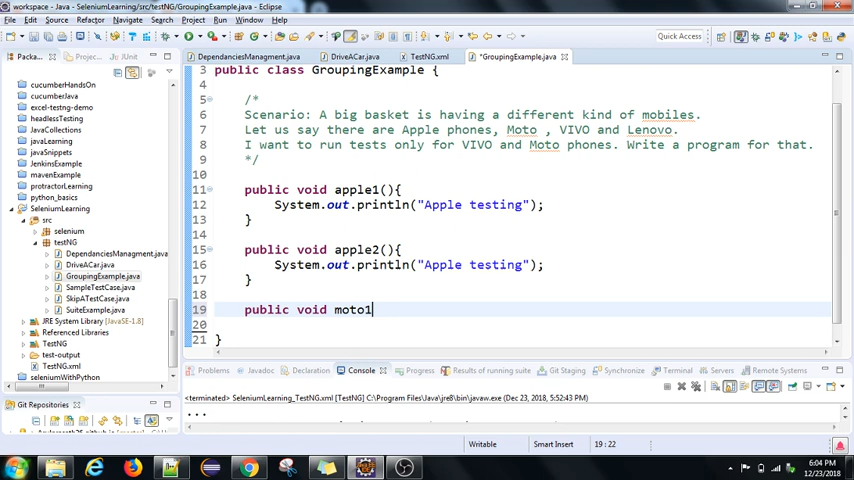 workspace - Java - SeleniumLearning/src/testNG/GroupingExample.java - Eclipse
File Edit Source Refactor Navigate Search Project Run Window Help
Quick Access
Packa... Projec... JUnit
DependanciesManagment.java DriveACar.java TestNG.xml *GroupingExample.java
cucumberHandsOn
cucumberJava
excel-testng-demo
headlessTesting
JavaCollections
javaLearning
javaSnippets
JenkinsExample
mavenExample
protractorLearning
python_basics
SeleniumLearning
src
selenium
testNG
DependanciesManagment.java
DriveACar.java
GroupingExample.java
SampleTestCase.java
SkipATestCase.java
SuiteExample.java
JRE System Library [JavaSE-1.8]
Referenced Libraries
TestNG
test-output
TestNG.xml
seleniumWithPython
Git Repositories
3 public class GroupingExample {
4
5 /*
6 Scenario: A big basket is having a different kind of mobiles.
7 Let us say there are Apple phones, Moto , VIVO and Lenovo.
8 I want to run tests only for VIVO and Moto phones. Write a program for that.
9 */
10
11 public void apple1(){
12 System.out.println("Apple testing");
13 }
14
15 public void apple2(){
16 System.out.println("Apple testing");
17 }
18
19 public void moto1
20
21 }
Problems Javadoc Declaration Console Progress Results of running suite Git Staging Synchronize Terminal Servers Remote Systems
<terminated> SeleniumLearning_TestNG.xml [TestNG] C:\Program Files\Java\jre8\bin\javaw.exe (Dec 23, 2018, 5:52:43 PM)
...
Writable Smart Insert 19 : 22
6:04 PM
12/23/2018